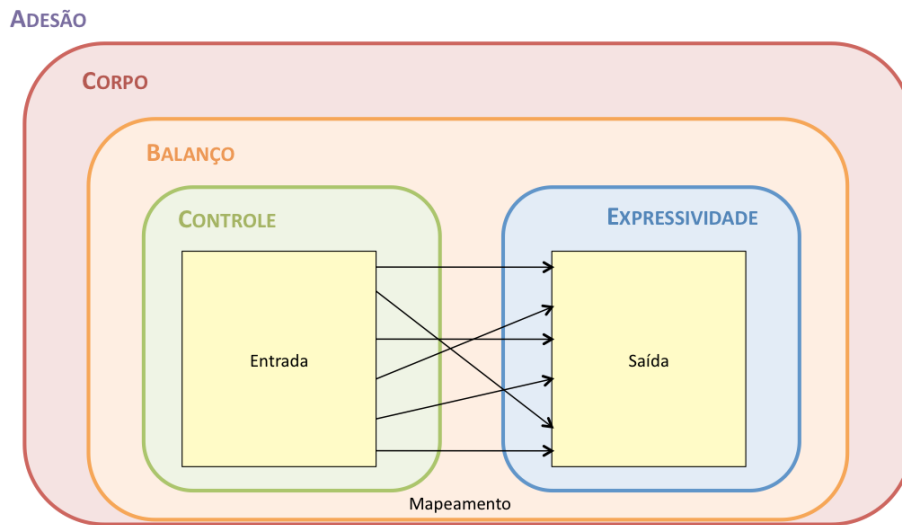 ADESÃO
CORPO
BALANÇO
CONTROLE
EXPRESSIVIDADE
Entrada
Saída
Mapeamento